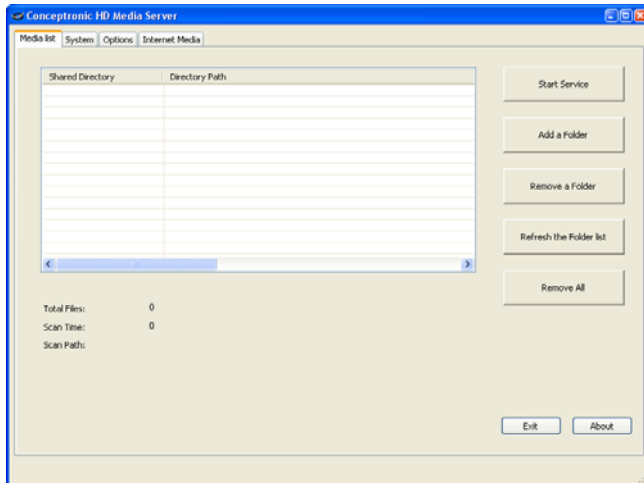 Conceptronic HD Media Server
Media list System Options Internet Media
Shared Directory Directory Path
Start Service
Add a Folder
Remove a Folder
Refresh the Folder list
Remove All
Total Files: 0
Scan Time: 0
Scan Path:
Exit About